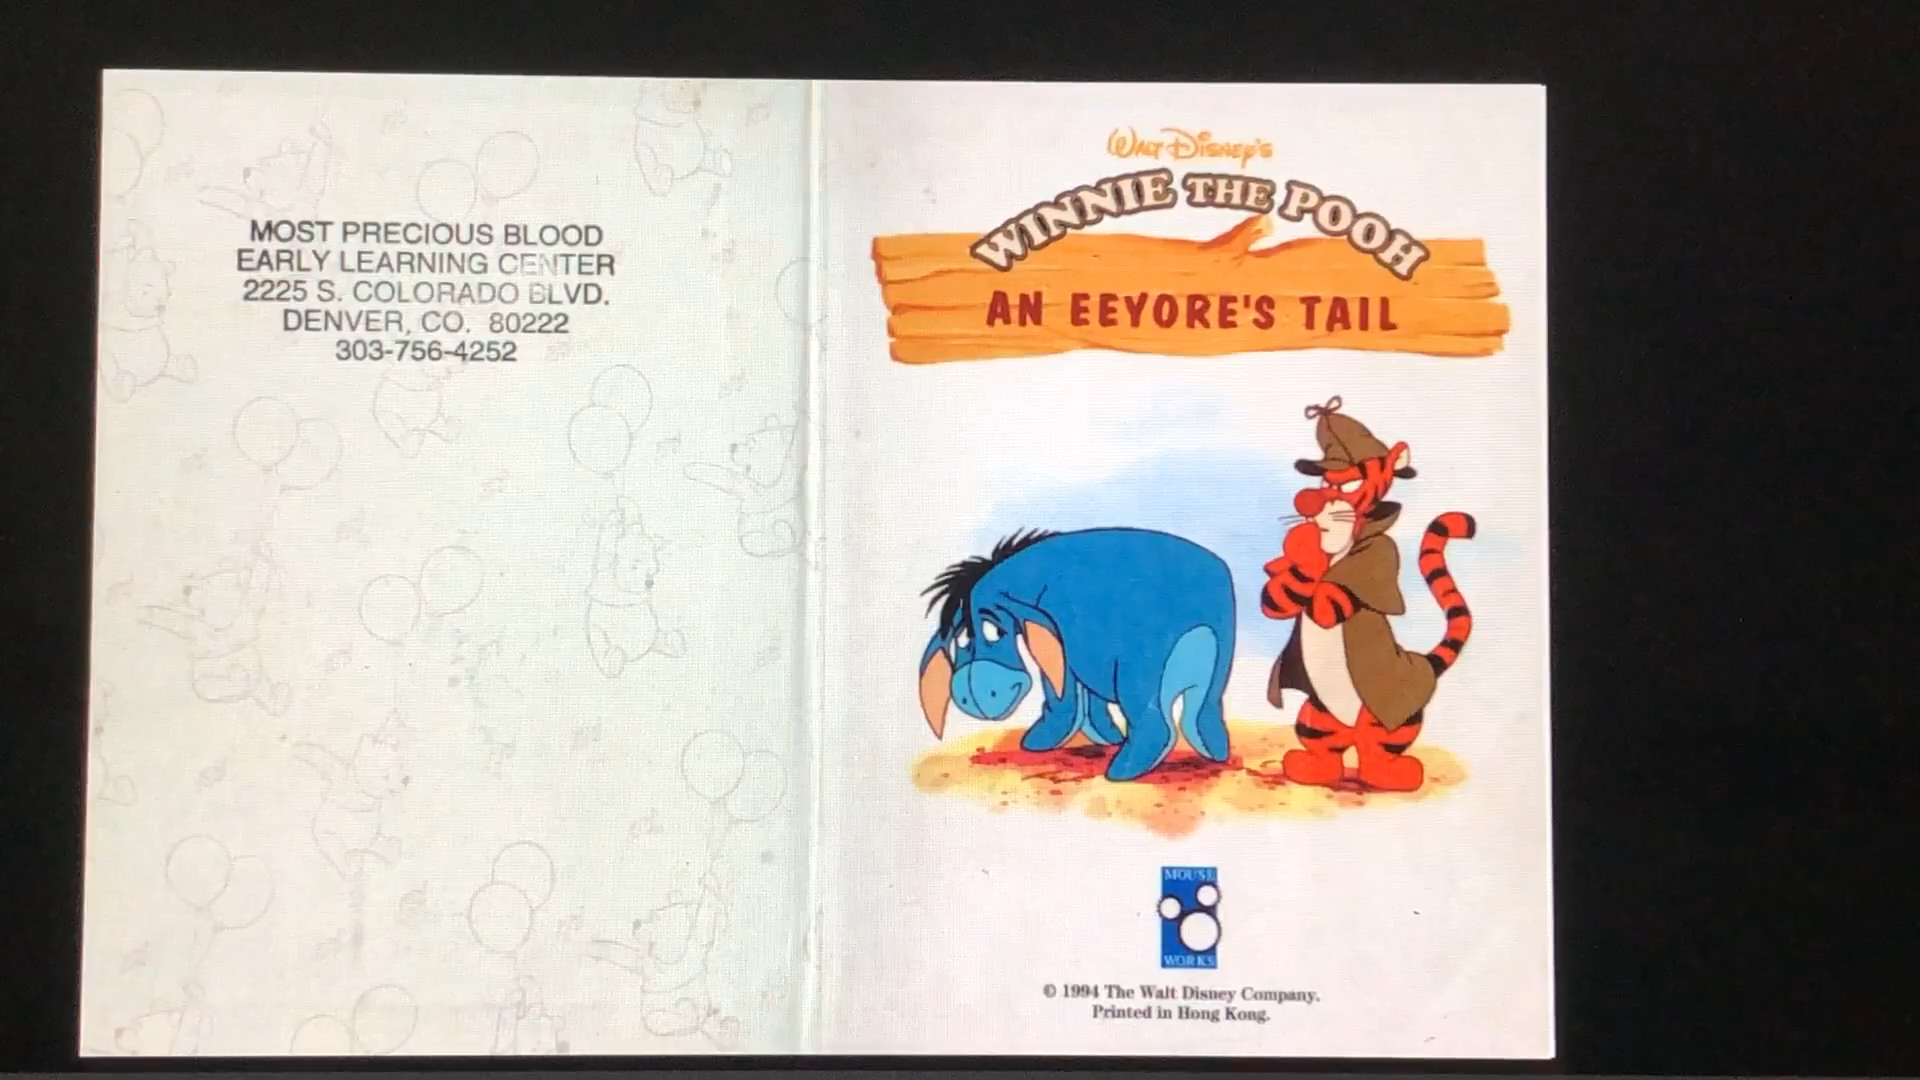 MOST PRECIOUS BLOOD
EARLY LEARNING CENTER
2225 S. COLORADO BLVD.
DENVER, CO. 80222
303-756-4252
WALT DISNEY'S
WINNIE THE POOH
AN EEYORE'S TAIL
MOUSE
WORKS
© 1994 The Walt Disney Company.
Printed in Hong Kong.